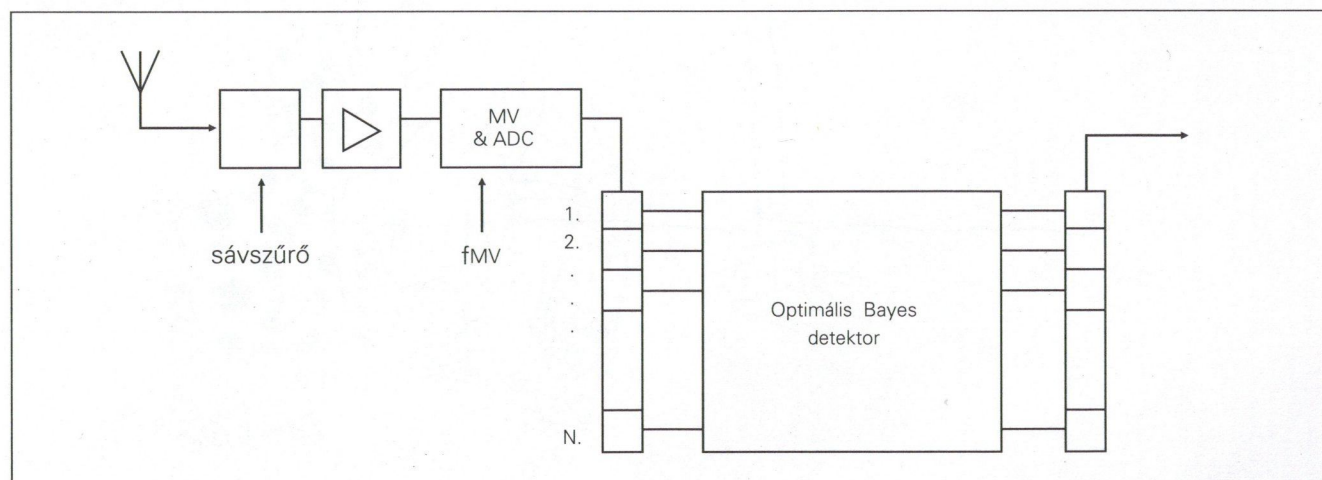 MV
& ADC
sávszűrő
fMV
1.
2.
.
.
.
N.
Optimális Bayes
detektor